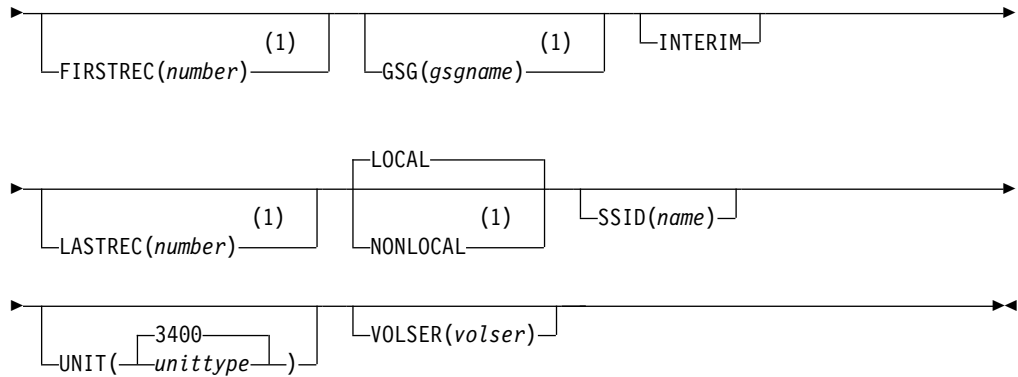 (1) (1) INTERIM
FIRSTREC(number) GSG(gsgname)
LOCAL
(1) (1) SSID(name)
LASTREC(number) NONLOCAL
3400 VOLSER(volser)
UNIT( unittype )